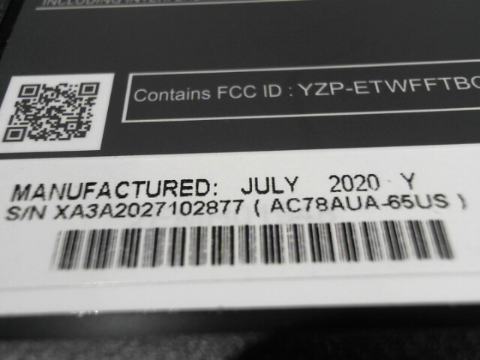 Contains FCC ID : YZP-ETWFFTBC
MANUFACTURED: JULY 2020 Y
S/N XA3A2027102877 ( AC78AUA-65US )